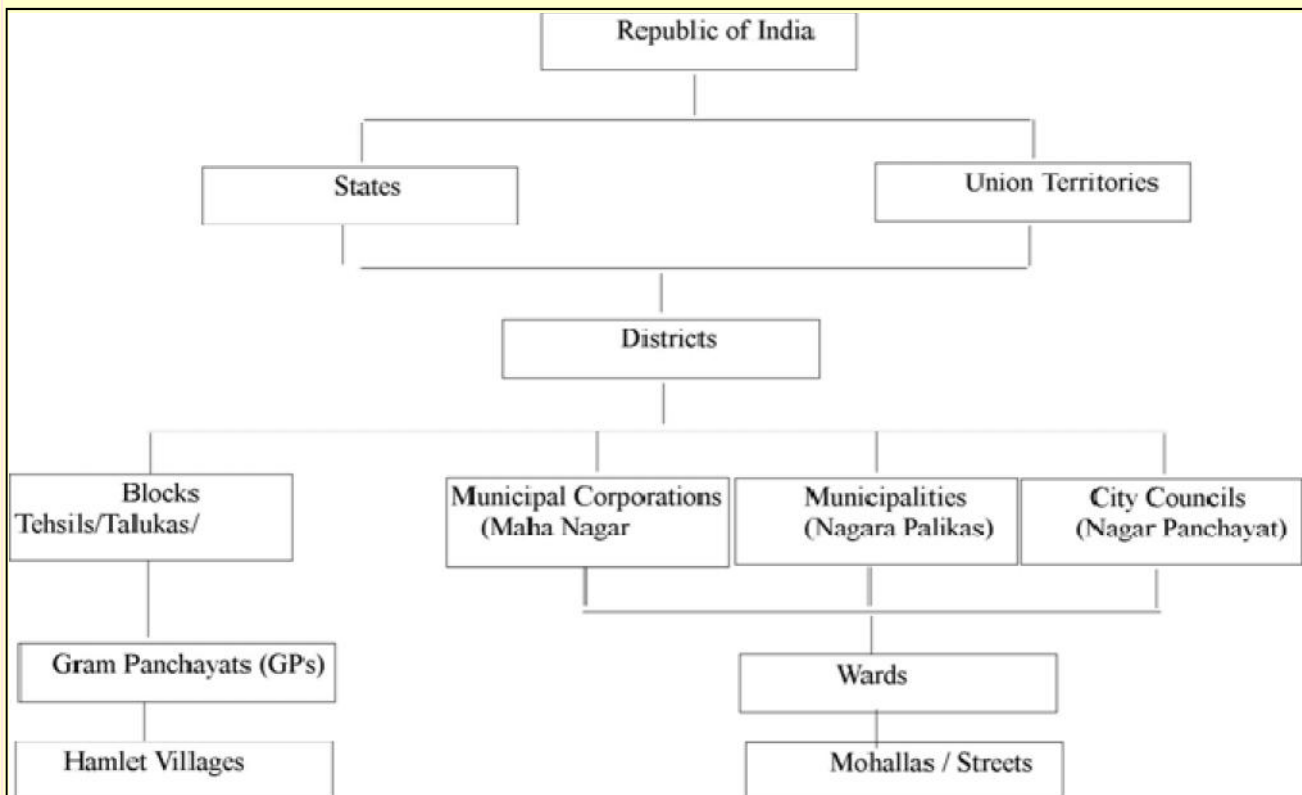 Republic of India
States
Union Territories
Districts
Blocks
Tehsils/Talukas/
Municipal Corporations
(Maha Nagar
Municipalities
(Nagara Palikas)
City Councils
(Nagar Panchayat)
Gram Panchayats (GPs)
Wards
Hamlet Villages
Mohallas / Streets